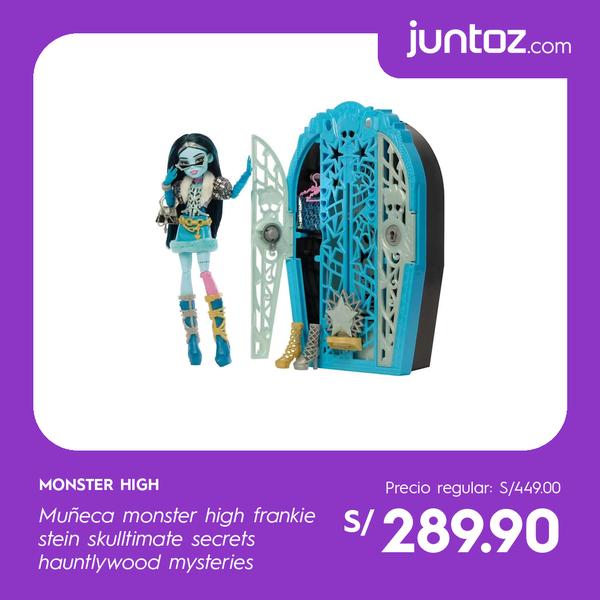 juntoz.com
MONSTER HIGH
Muñeca monster high frankie
stein skulltimate secrets
hauntlywood mysteries
Precio regular: S/449.00
S/289.90